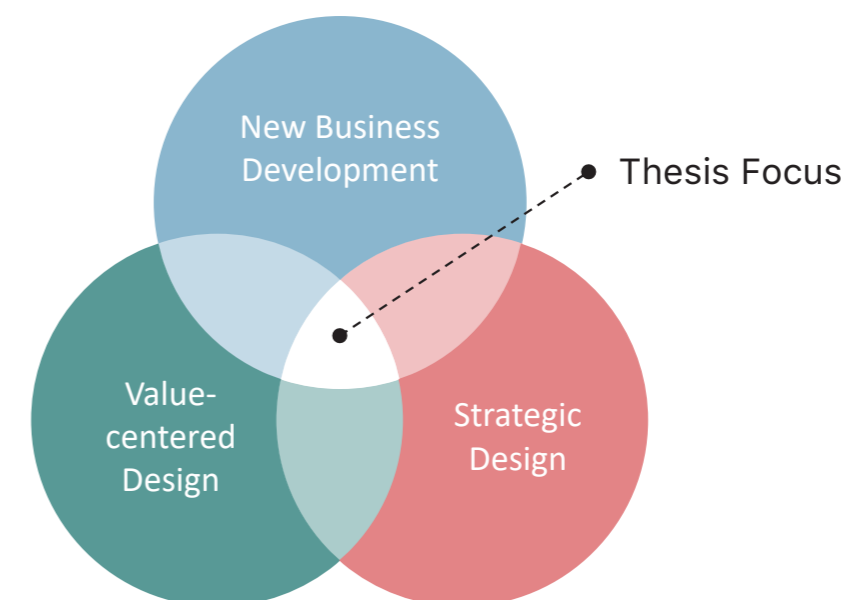 New Business
Development
Thesis Focus
Value-
centered
Design
Strategic
Design